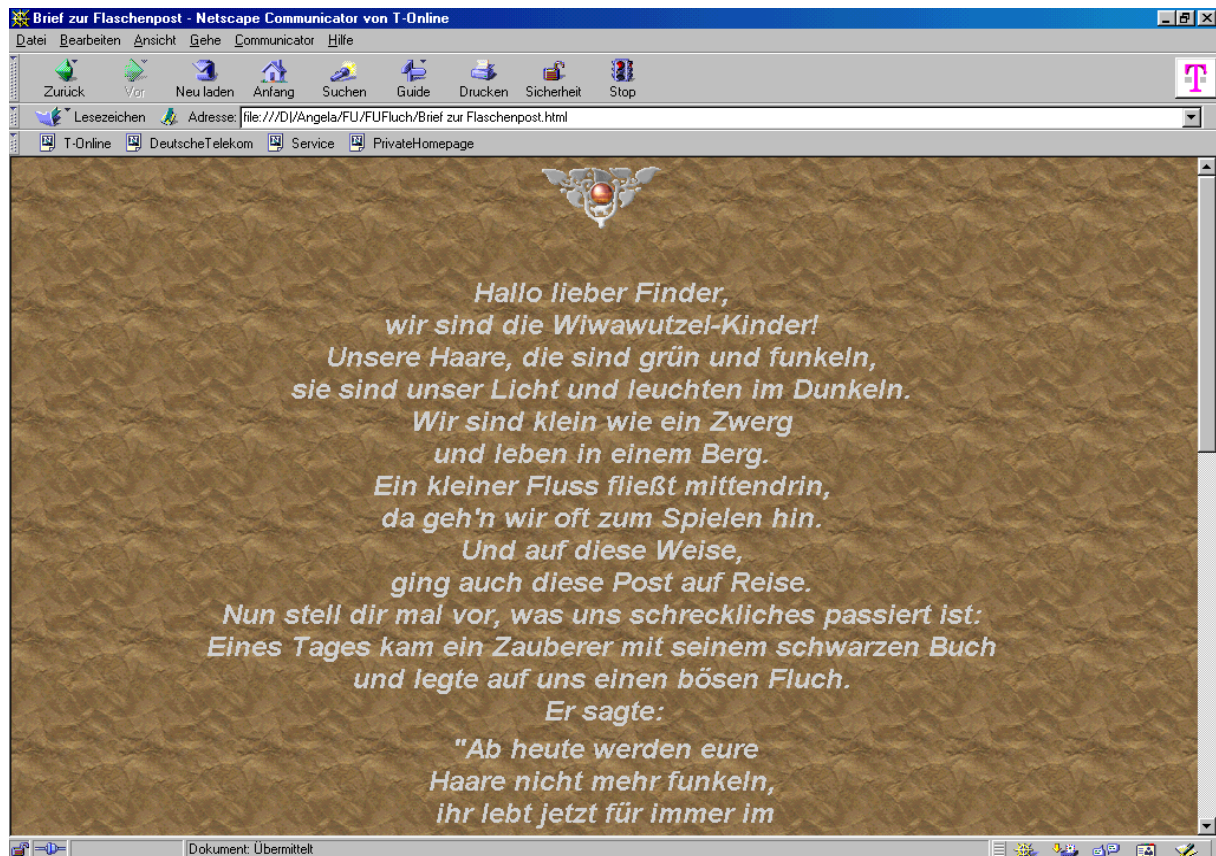 Brief zur Flaschenpost - Netscape Communicator von T-Online
Datei Bearbeiten Ansicht Gehe Communicator Hilfe
Zurück Vor Neu laden Anfang Suchen Guide Drucken Sicherheit Stop
T
Lesezeichen Adresse: file:///D|/Angela/FU/FUFluch/Brief zur Flaschenpost.html
T-Online DeutscheTelekom Service PrivateHomepage
Hallo lieber Finder,
wir sind die Wiwawutzel-Kinder!
Unsere Haare, die sind grün und funkeln,
sie sind unser Licht und leuchten im Dunkeln.
Wir sind klein wie ein Zwerg
und leben in einem Berg.
Ein kleiner Fluss fließt mittendrin,
da geh'n wir oft zum Spielen hin.
Und auf diese Weise,
ging auch diese Post auf Reise.
Nun stell dir mal vor, was uns schreckliches passiert ist:
Eines Tages kam ein Zauberer mit seinem schwarzen Buch
und legte auf uns einen bösen Fluch.
Er sagte:
"Ab heute werden eure
Haare nicht mehr funkeln,
ihr lebt jetzt für immer im
Dokument: Übermittelt